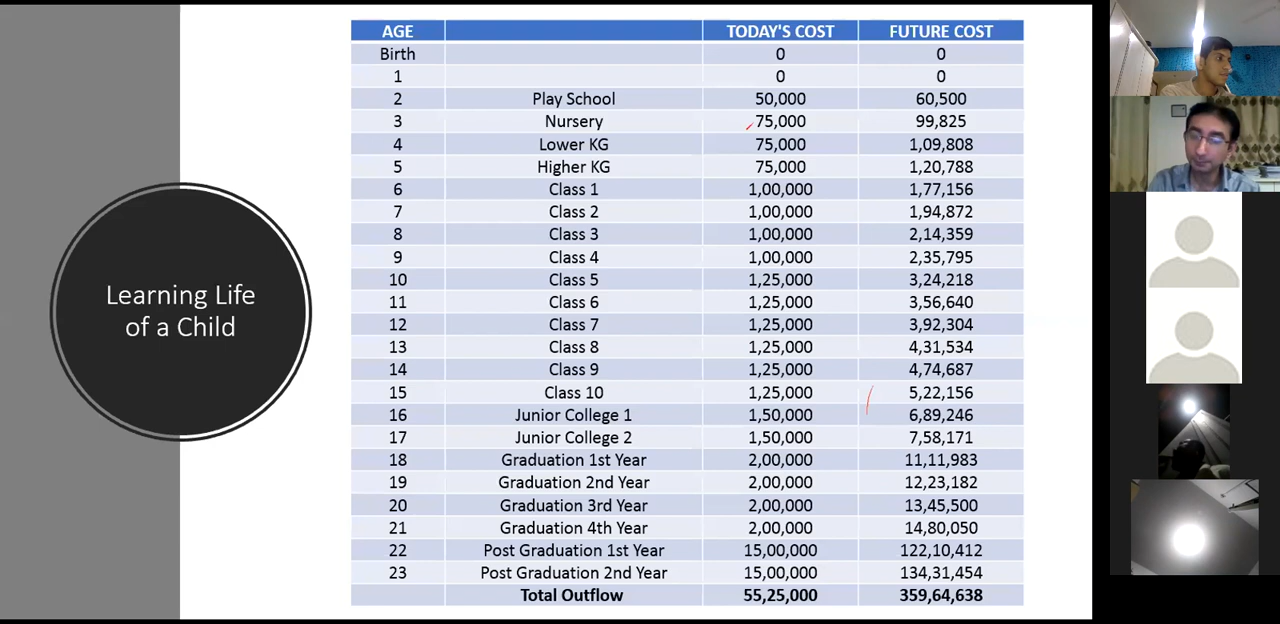 Learning Life
of a Child
AGE TODAY'S COST FUTURE COST
Birth 0 0
1 0 0
2 Play School 50,000 60,500
3 Nursery 75,000 99,825
4 Lower KG 75,000 1,09,808
5 Higher KG 75,000 1,20,788
6 Class 1 1,00,000 1,77,156
7 Class 2 1,00,000 1,94,872
8 Class 3 1,00,000 2,14,359
9 Class 4 1,00,000 2,35,795
10 Class 5 1,25,000 3,24,218
11 Class 6 1,25,000 3,56,640
12 Class 7 1,25,000 3,92,304
13 Class 8 1,25,000 4,31,534
14 Class 9 1,25,000 4,74,687
15 Class 10 1,25,000 5,22,156
16 Junior College 1 1,50,000 6,89,246
17 Junior College 2 1,50,000 7,58,171
18 Graduation 1st Year 2,00,000 11,11,983
19 Graduation 2nd Year 2,00,000 12,23,182
20 Graduation 3rd Year 2,00,000 13,45,500
21 Graduation 4th Year 2,00,000 14,80,050
22 Post Graduation 1st Year 15,00,000 122,10,412
23 Post Graduation 2nd Year 15,00,000 134,31,454
Total Outflow 55,25,000 359,64,638